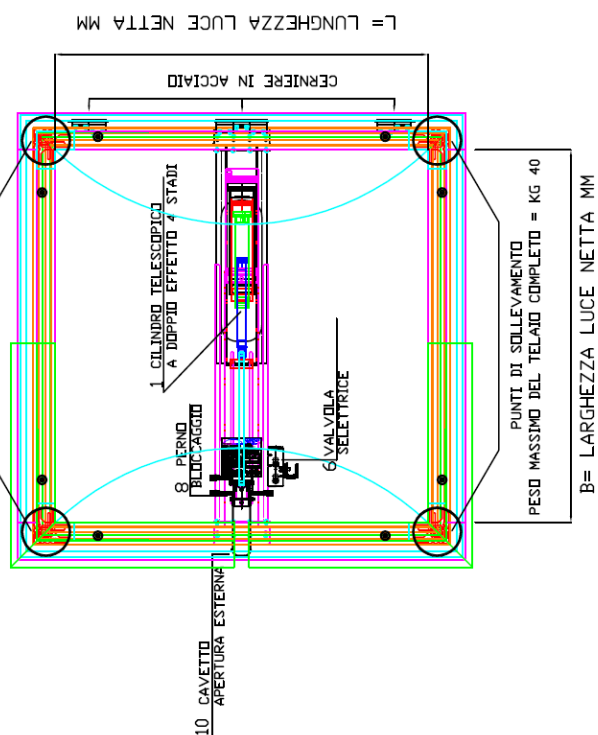 L= LUNGHEZZA LUCE NETTA MM
CERNIERE IN ACCIAIO
1 CILINDRO TELESCOPICO
A DOPPIO EFFETTO 4 STADI
8 PERNO
BLOCCAGGIO
6 VALVOLA
SELETTRICE
10 CAVETTO
APERTURA ESTERNA
PUNTI DI SOLLEVAMENTO
PESO MASSIMO DEL TELAIO COMPLETO = KG 40
B= LARGHEZZA LUCE NETTA MM